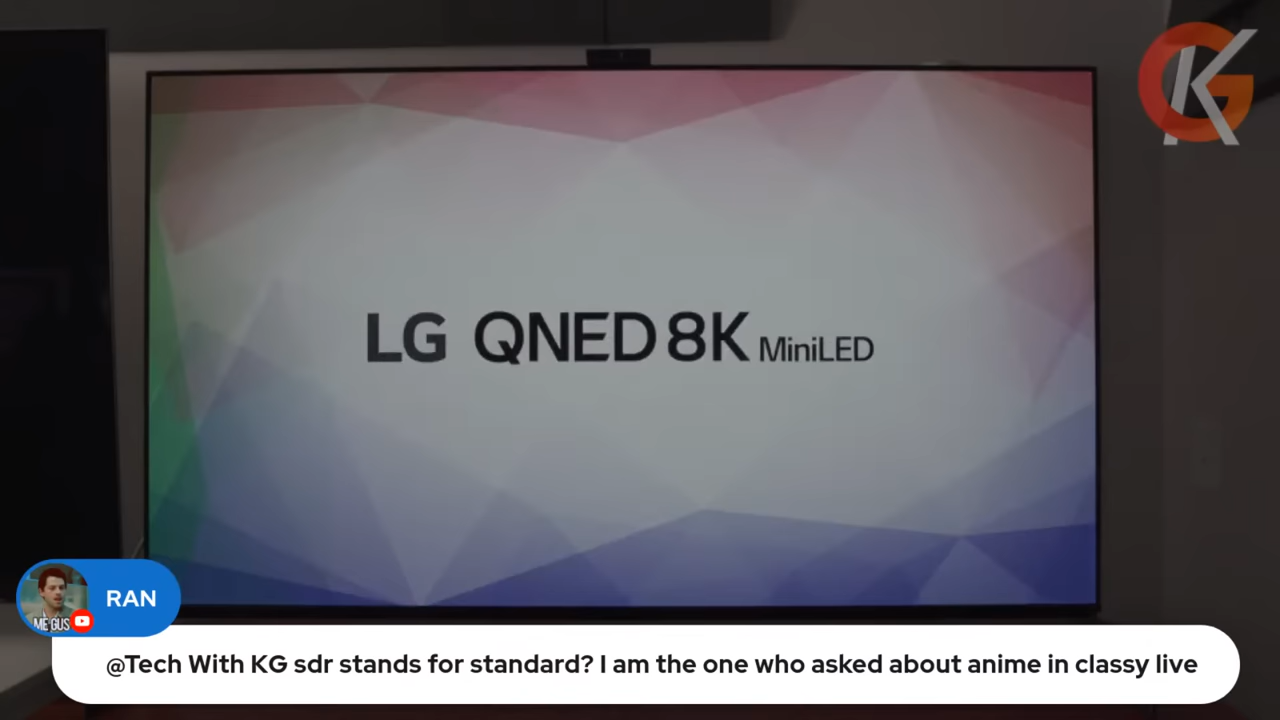 KG
LG QNED 8K MiniLED
ME GUS
RAN
@Tech With KG sdr stands for standard? I am the one who asked about anime in classy live